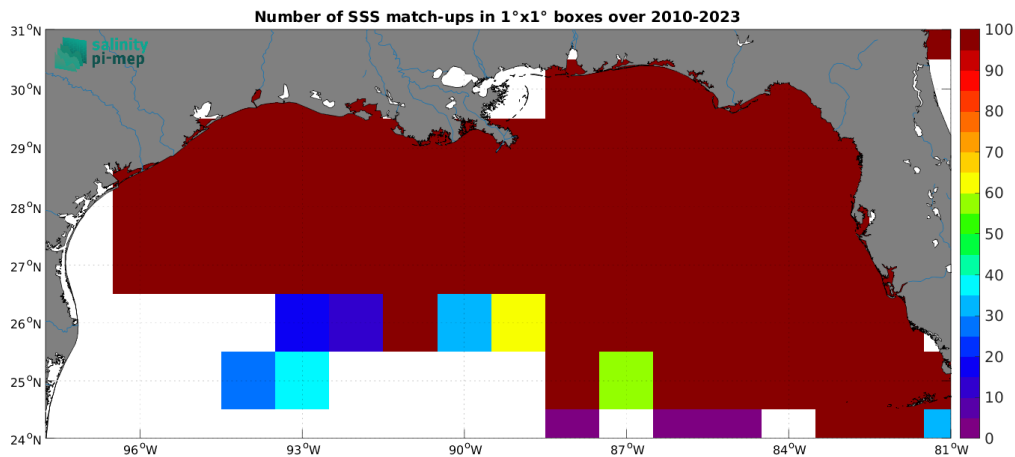 Number of SSS match-ups in 1°x1° boxes over 2010-2023
salinity
pi-mep
31°N
30°N
29°N
28°N
27°N
26°N
25°N
24°N
96°W
93°W
90°W
87°W
84°W
81°W
100
90
80
70
60
50
40
30
20
10
0